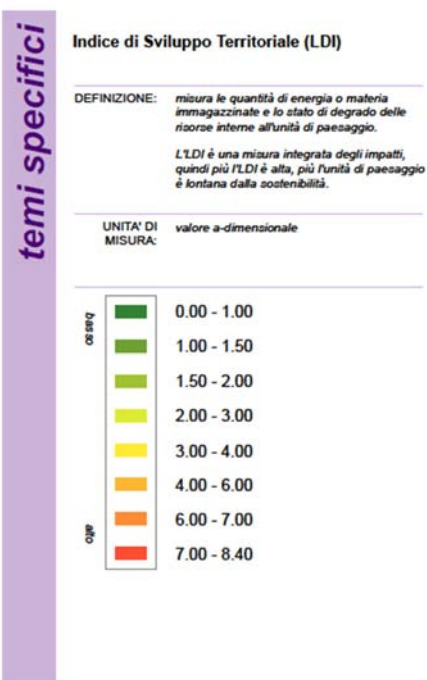 temi specifici
Indice di Sviluppo Territoriale (LDI)
DEFINIZIONE: misura le quantità di energia o materia
immagazzinate e lo stato di degrado delle
risorse interne all'unità di paesaggio.
L'LDI è una misura integrata degli impatti,
quindi più l'LDI è alta, più l'unità di paesaggio
è lontana dalla sostenibilità.
UNITA' DI valore a-dimensionale
MISURA:
basso
0.00 - 1.00
1.00 - 1.50
1.50 - 2.00
2.00 - 3.00
3.00 - 4.00
4.00 - 6.00
6.00 - 7.00
alto
7.00 - 8.40